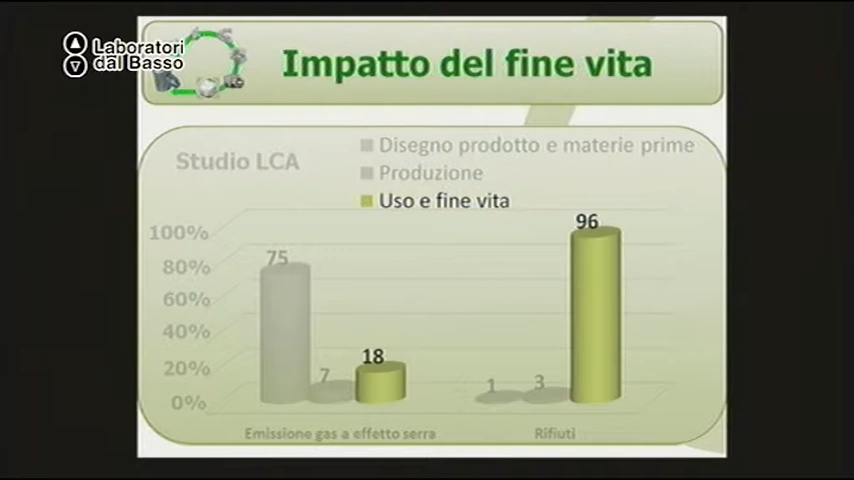 Laboratori
dal Basso
Impatto del fine vita
Studio LCA
Disegno prodotto e materie prime
Produzione
Uso e fine vita
100%
80%
60%
40%
20%
0%
75
7
18
1
3
96
Emissione gas a effetto serra
Rifiuti